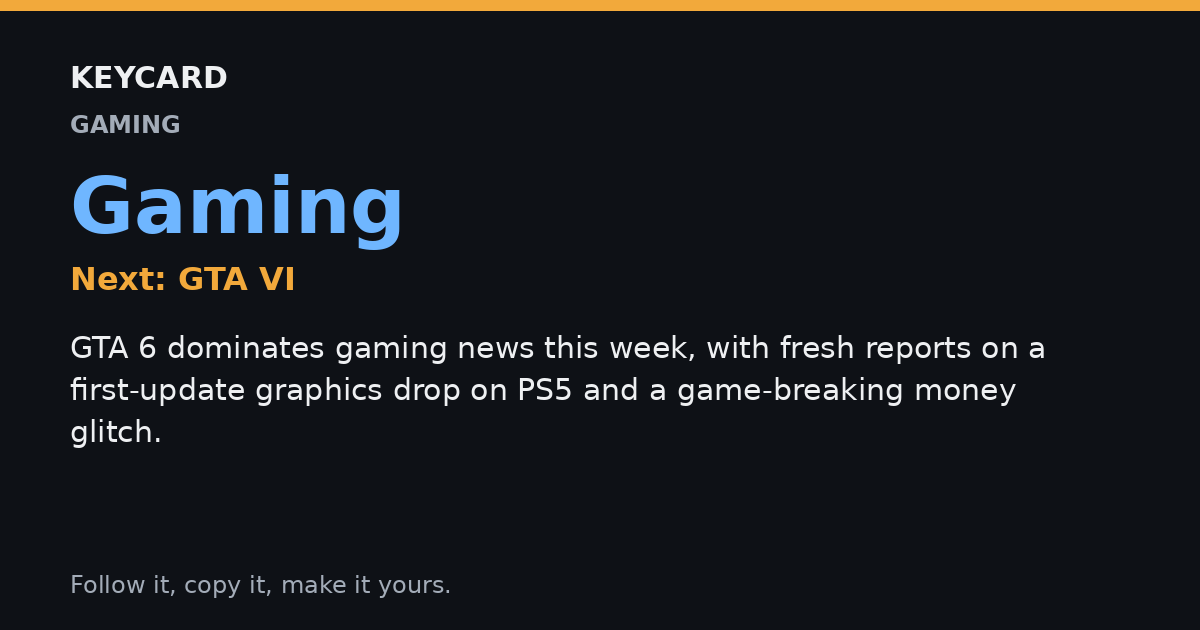 KEYCARD
GAMING
Gaming
Next: GTA VI
GTA 6 dominates gaming news this week, with fresh reports on a
first-update graphics drop on PS5 and a game-breaking money
glitch.
Follow it, copy it, make it yours.